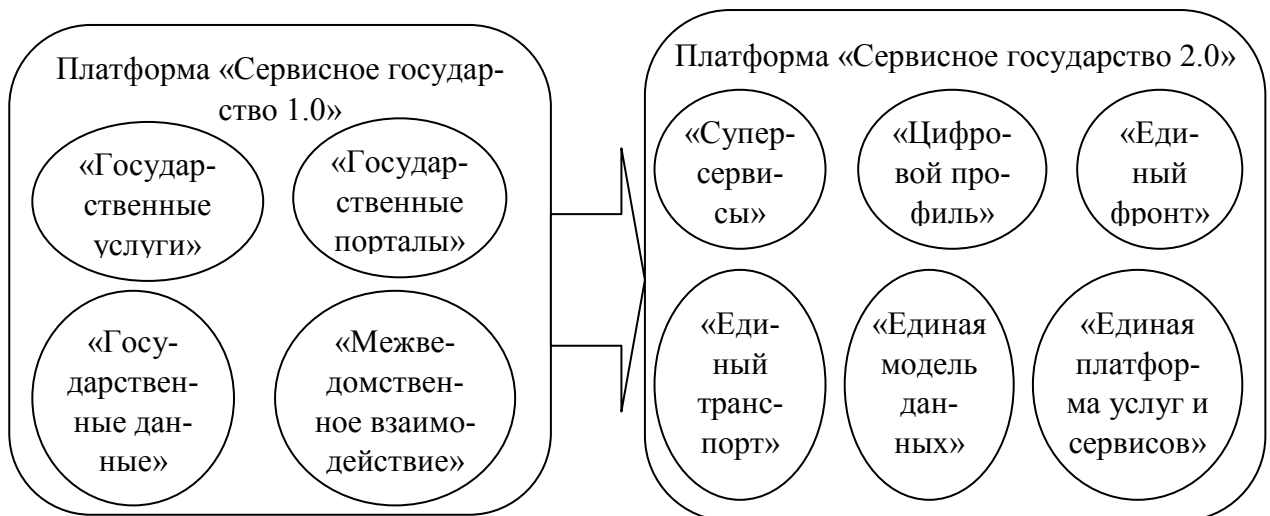 Платформа «Сервисное государ-
ство 1.0»
«Государ-
ственные
услуги»
«Государ-
ственные
порталы»
«Госу-
дарствен-
ные дан-
ные»
«Межве-
домствен-
ное взаимо-
действие»
Платформа «Сервисное государство 2.0»
«Супер-
серви-
сы»
«Цифро-
вой про-
филь»
«Еди-
ный
фронт»
«Еди-
ный
транс-
порт»
«Единая
модель
дан-
ных»
«Единая
платфор-
ма услуг и
сервисов»